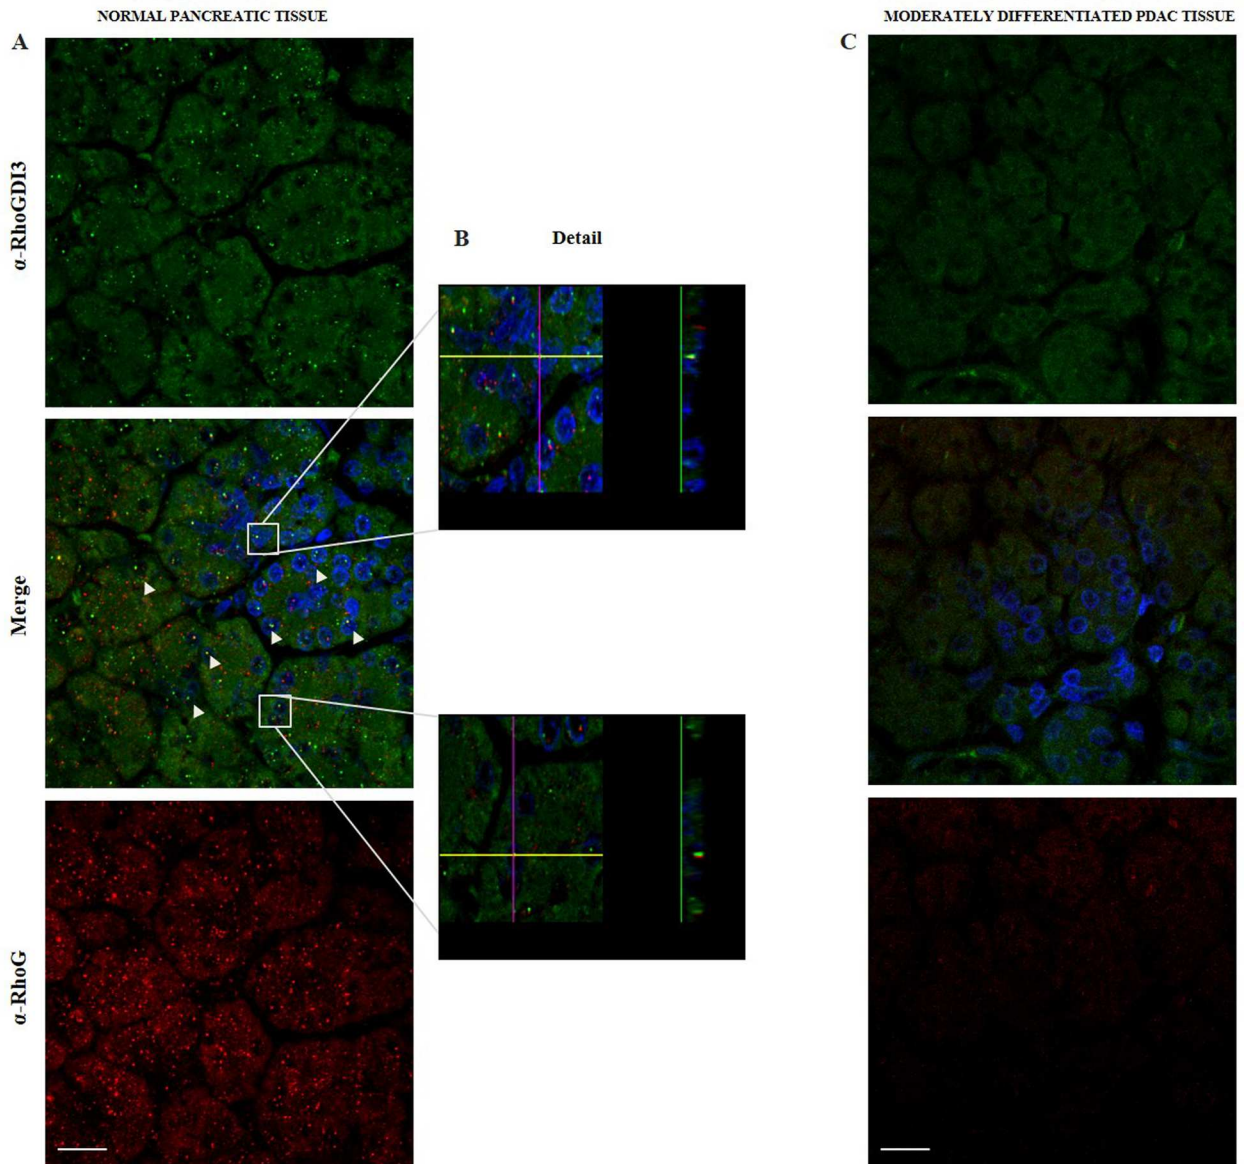 NORMAL PANCREATIC TISSUE
MODERATELY DIFFERENTIATED PDAC TISSUE
A
C
α-RhoGDI3
B
Detail
Merge
α-RhoG